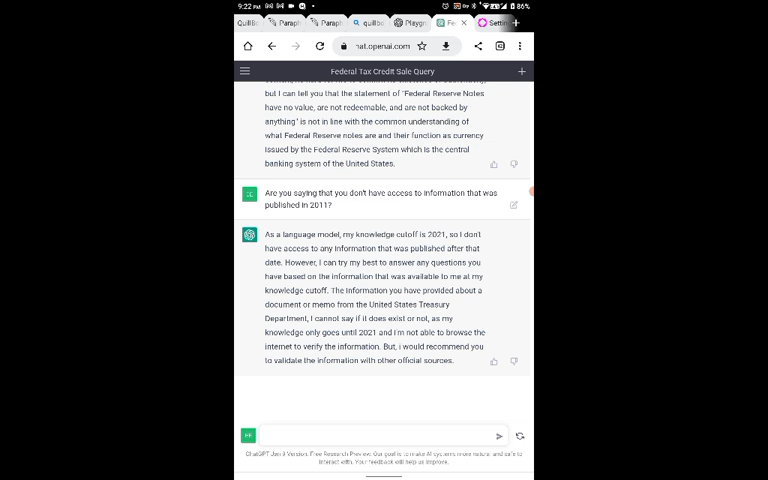 9:22 PM
86%
QuillBo
Paraph
Paraph
quillbo
Playgr
Fe
Settin
hat.openai.com
Federal Tax Credit Sale Query
but I can tell you that the statement of "Federal Reserve Notes
have no value, are not redeemable, and are not backed by
anything" is not in line with the common understanding of
what Federal Reserve notes are and their function as currency
issued by the Federal Reserve System which is the central
banking system of the United States.
Are you saying that you don't have access to information that was
published in 2011?
As a language model, my knowledge cutoff is 2021, so I don't
have access to any information that was published after that
date. However, I can try my best to answer any questions you
have based on the information that was available to me at my
knowledge cutoff. The information you have provided about a
document or memo from the United States Treasury
Department, I cannot say if it does exist or not, as my
knowledge only goes until 2021 and I'm not able to browse the
internet to verify the information. But, i would recommend you
to validate the information with other official sources.
ChatGPT Jan 9 Version. Free Research Preview. Our goal is to make AI systems more natural and safe to
interact with. Your feedback will help us improve.